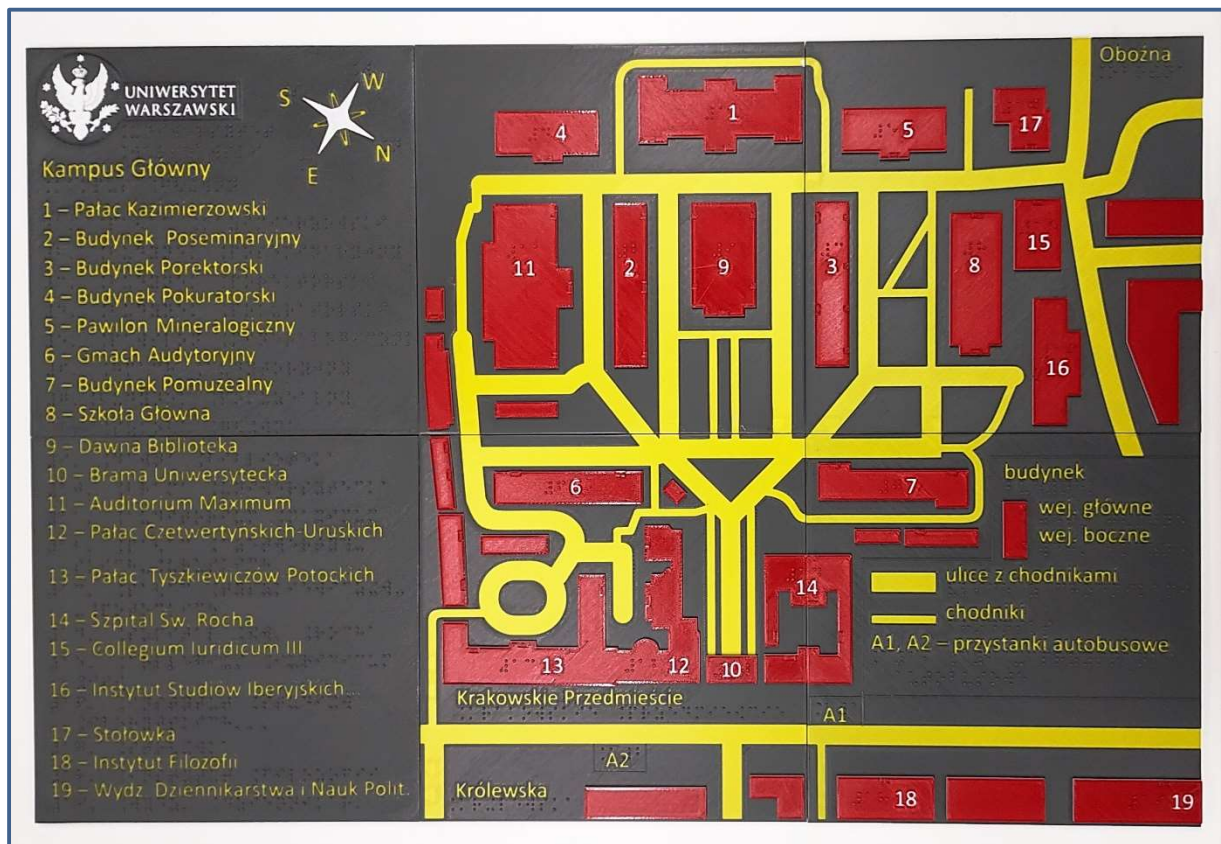 UNIWERSYTET
WARSZAWSKI
S
W
N
E
Kampus Główny
1 – Pałac Kazimierzowski
2 – Budynek Poseminaryjny
3 – Budynek Porektorski
4 – Budynek Pokuratorski
5 – Pawilon Mineralogiczny
6 – Gmach Audytoryjny
7 – Budynek Pomuzealny
8 – Szkoła Główna
9 – Dawna Biblioteka
10 – Brama Uniwersytecka
11 – Auditorium Maximum
12 – Pałac Czetwertyńskich-Uruskich
13 – Pałac Tyszkiewiczów Potockich
14 – Szpital Św. Rocha
15 – Collegium Iuridicum III
16 – Instytut Studiów Iberyjskich...
17 – Stołówka
18 – Instytut Filozofii
19 – Wydz. Dziennikarstwa i Nauk Polit.
Oboźna
4
1
5
17
11
2
9
3
8
15
16
6
7
14
13
12
10
budynek
wej. główne
wej. boczne
ulice z chodnikami
chodniki
A1, A2 – przystanki autobusowe
Krakowskie Przedmieście
A1
A2
Królewska
18
19